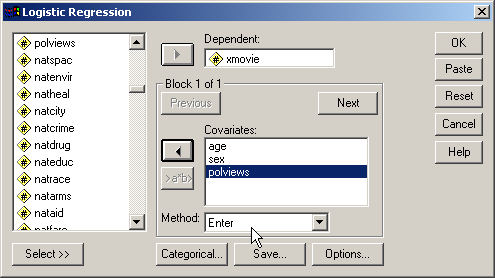 Logistic Regression
polviews
natspac
natenvir
natheal
natcity
natcrime
natdrug
nateduc
natrace
natarms
nataid
natfare
Dependent:
xmovie
Block 1 of 1
Previous
Next
Covariates:
age
sex
polviews
>a*b>
Method:
Enter
OK
Paste
Reset
Cancel
Help
Select >>
Categorical...
Save...
Options...